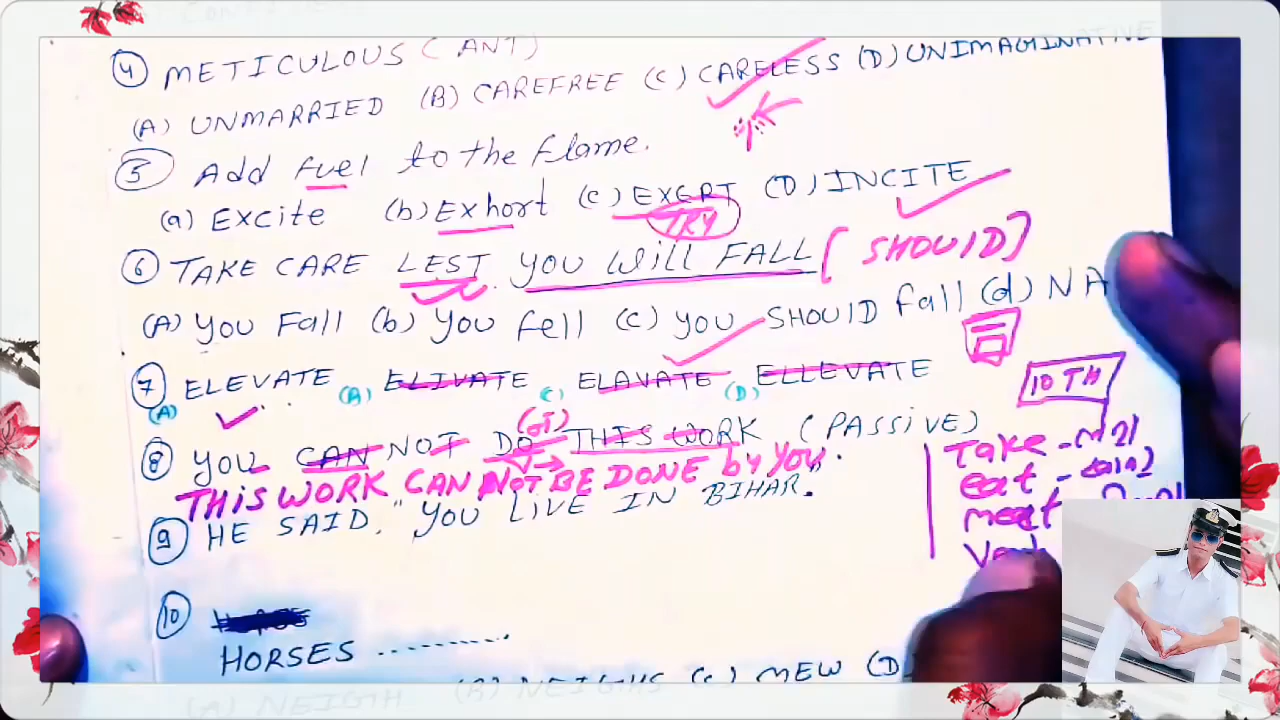 ④ METICULOUS (ANT)
(A) UNMARRIED (B) CAREFREE (C) CARELESS (D) UNIMAGINATIVE
⑤ Add fuel to the flame.
(a) Excite (b) Exhort (c) EXERT (D) INCITE
TRY
⑥ TAKE CARE LEST YOU WILL FALL [SHOULD]
(A) YOU Fall (b) YOU fell (c) YOU SHOULD fall (d) NA
⑦ ELEVATE ELIVATE ELAVATE ELLEVATE
(A) (B) (C) (D)
10TH
⑧ YOU CAN NOT DO THIS WORK (PASSIVE)
THIS WORK CAN NOT BE DONE by YOU.
Take -
eat -
⑨ HE SAID, "YOU LIVE IN BIHAR."
⑩
HORSES ............
(B) NEIGHS (C) MEW (D)